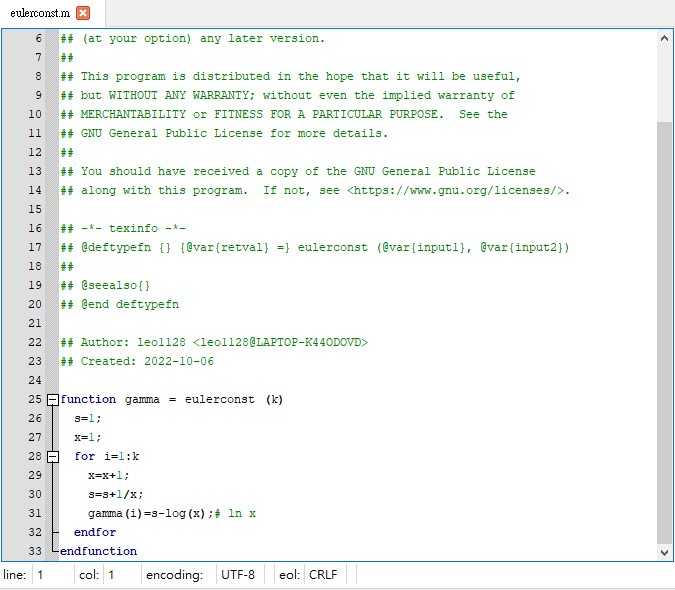 eulerconst.m
6 ## (at your option) any later version.
7 ##
8 ## This program is distributed in the hope that it will be useful,
9 ## but WITHOUT ANY WARRANTY; without even the implied warranty of
10 ## MERCHANTABILITY or FITNESS FOR A PARTICULAR PURPOSE.  See the
11 ## GNU General Public License for more details.
12 ##
13 ## You should have received a copy of the GNU General Public License
14 ## along with this program.  If not, see <https://www.gnu.org/licenses/>.
15
16 ## -*- texinfo -*-
17 ## @deftypefn {} {@var{retval} =} eulerconst (@var{input1}, @var{input2})
18 ##
19 ## @seealso{}
20 ## @end deftypefn
21
22 ## Author: leo1128 <leo1128@LAPTOP-K44ODOVD>
23 ## Created: 2022-10-06
24
25 function gamma = eulerconst (k)
26   s=1;
27   x=1;
28   for i=1:k
29     x=x+1;
30     s=s+1/x;
31     gamma(i)=s-log(x);# ln x
32   endfor
33 endfunction
line: 1 col: 1 encoding: UTF-8 eol: CRLF